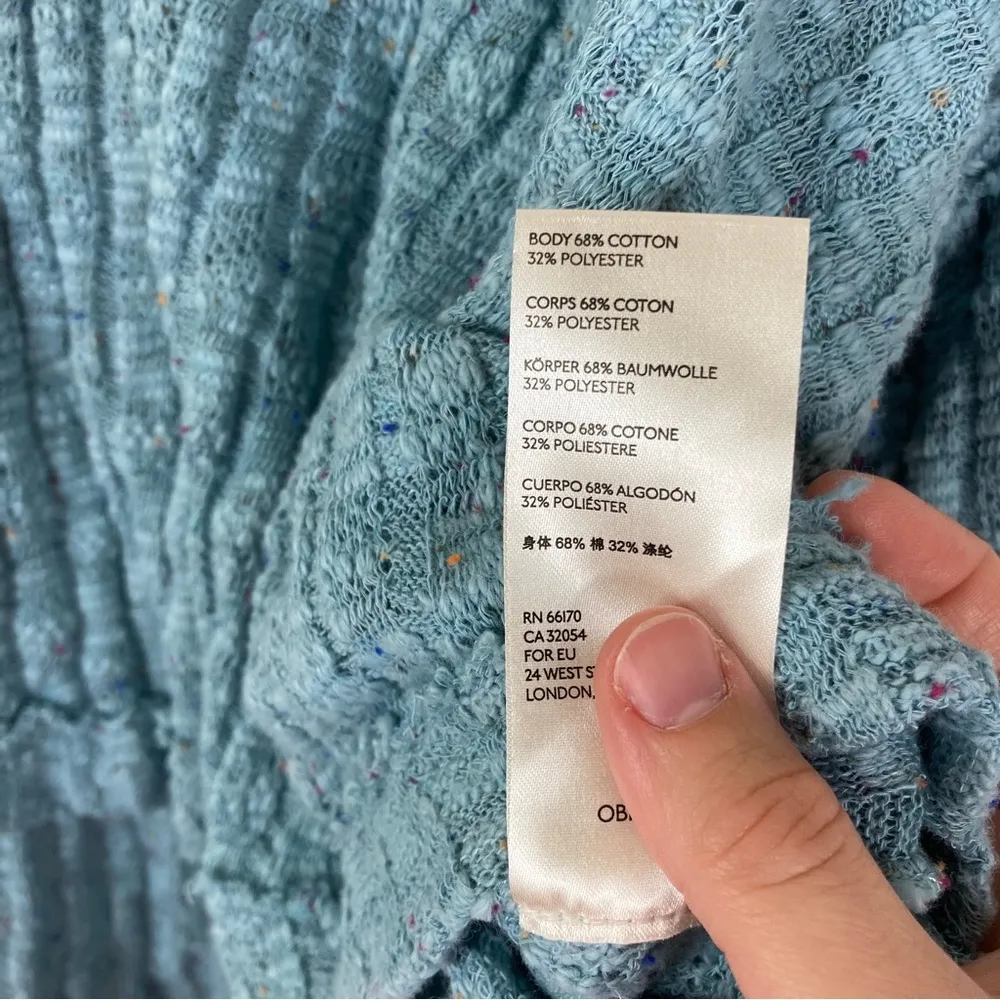 BODY 68% COTTON
32% POLYESTER
CORPS 68% COTON
32% POLYESTER
KÖRPER 68% BAUMWOLLE
32% POLYESTER
CORPO 68% COTONE
32% POLIESTERE
CUERPO 68% ALGODÓN
32% POLIÉSTER
身体 68% 棉 32% 涤纶
RN 66170
CA 32054
FOR EU
24 WEST
LONDON,